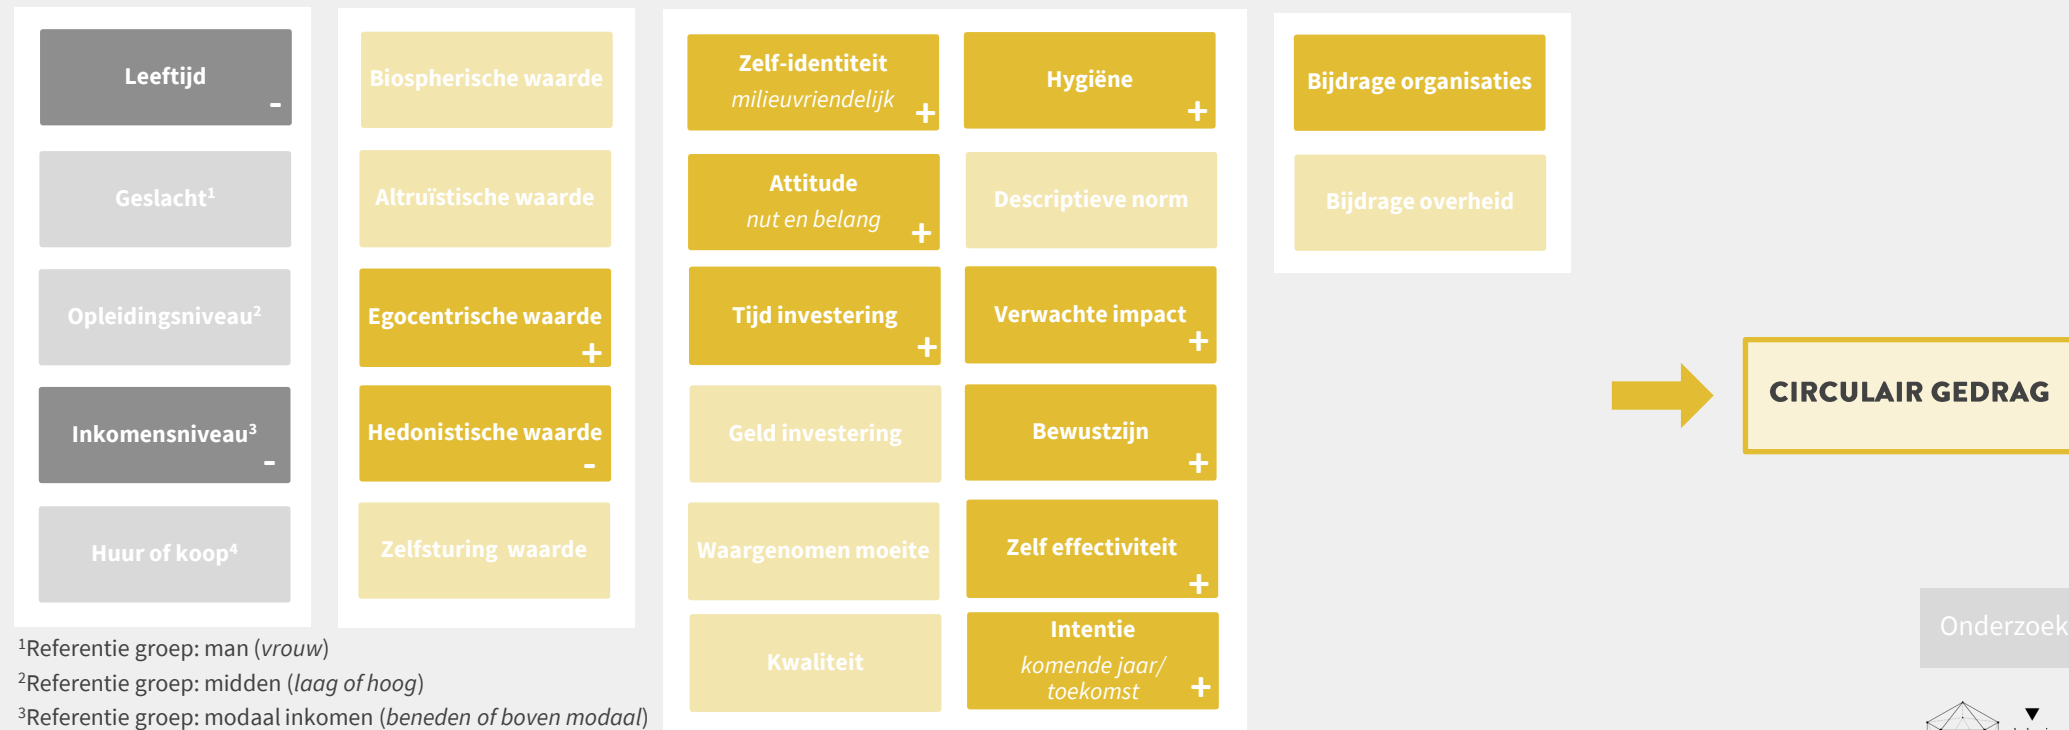 Leeftijd
-
Geslacht¹
Opleidingsniveau²
Inkomensniveau³
-
Huur of koop⁴
Biospherische waarde
Altruïstische waarde
Egocentrische waarde
+
Hedonistische waarde
-
Zelfsturing waarde
Zelf-identiteit
milieuvriendelijk
+
Attitude
nut en belang
+
Tijd investering
+
Geld investering
Waargenomen moeite
Kwaliteit
Hygiëne
+
Descriptieve norm
Verwachte impact
+
Bewustzijn
+
Zelf effectiviteit
+
Intentie
komende jaar/
toekomst
+
Bijdrage organisaties
Bijdrage overheid
CIRCULAIR GEDRAG
Onderzoek
¹Referentie groep: man (vrouw)
²Referentie groep: midden (laag of hoog)
³Referentie groep: modaal inkomen (beneden of boven modaal)